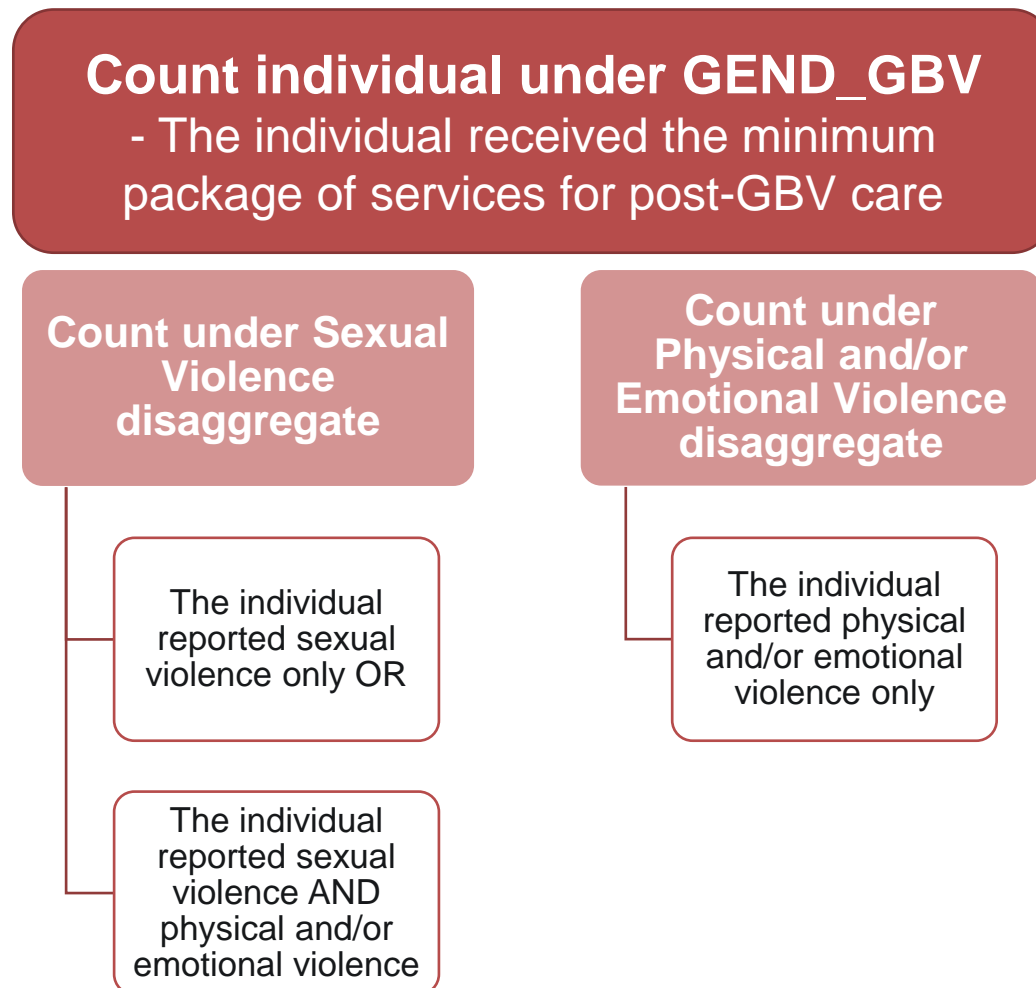 Count individual under GEND_GBV
- The individual received the minimum
package of services for post-GBV care
Count under Sexual
Violence
disaggregate
The individual
reported sexual
violence only OR
The individual
reported sexual
violence AND
physical and/or
emotional violence
Count under
Physical and/or
Emotional Violence
disaggregate
The individual
reported physical
and/or emotional
violence only